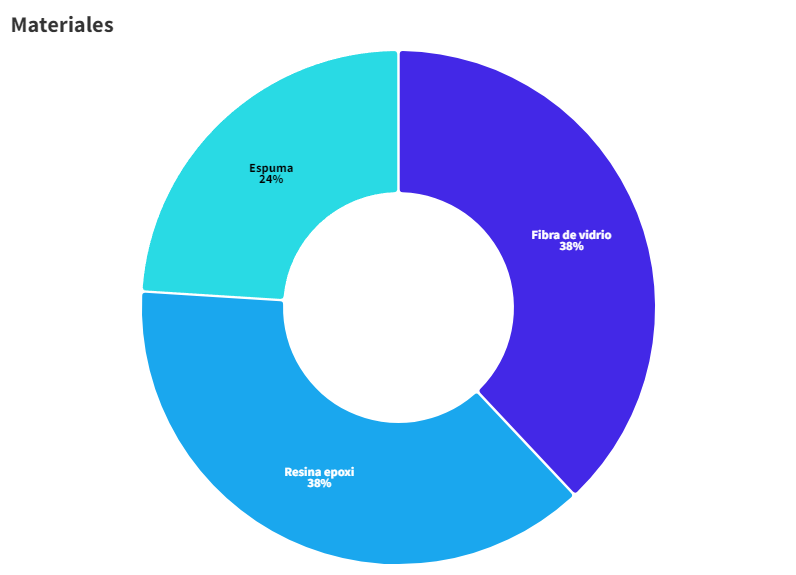 Materiales
Espuma
24%
Fibra de vidrio
38%
Resina epoxi
38%